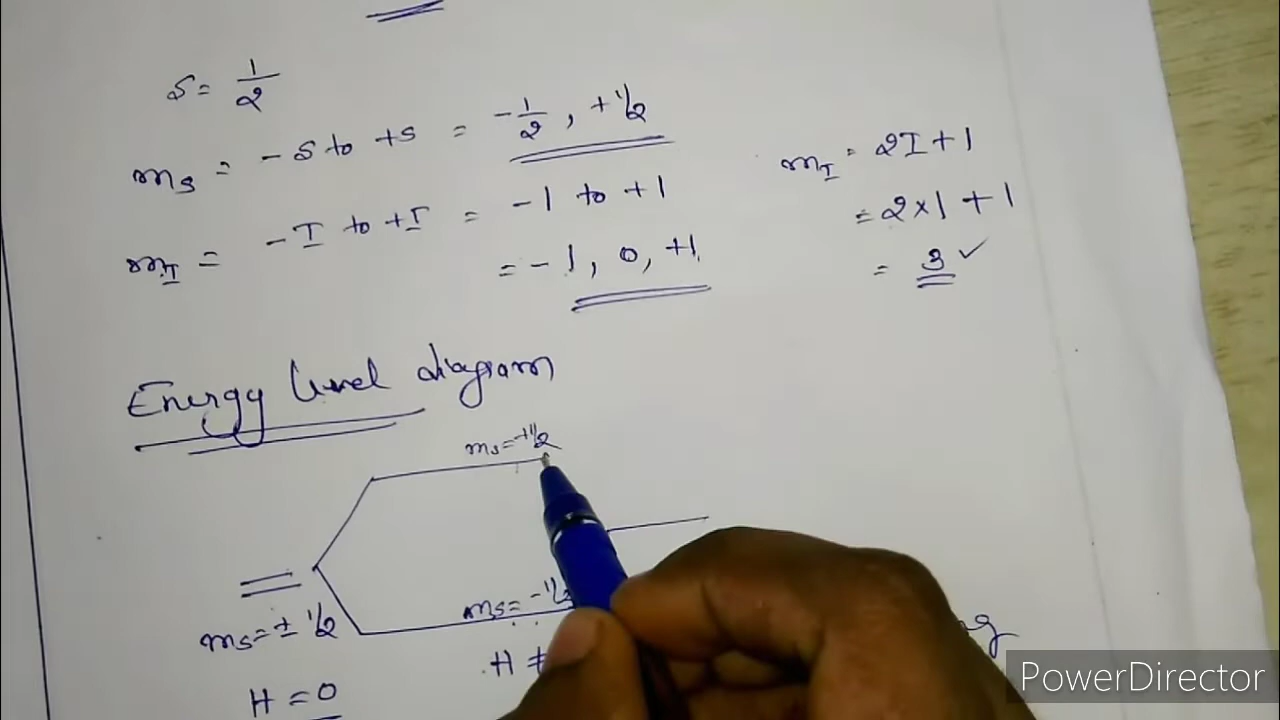 S = 1/2
mS = -S to +S = -1/2, +1/2
mI = -I to +I = -1 to +1
= -1, 0, +1
mI = 2I + 1
= 2×1 + 1
= 3 ✓
Energy level diagram
ms = +1/2
ms = -1/2
ms = ± 1/2
H ≠
H = 0
PowerDirector